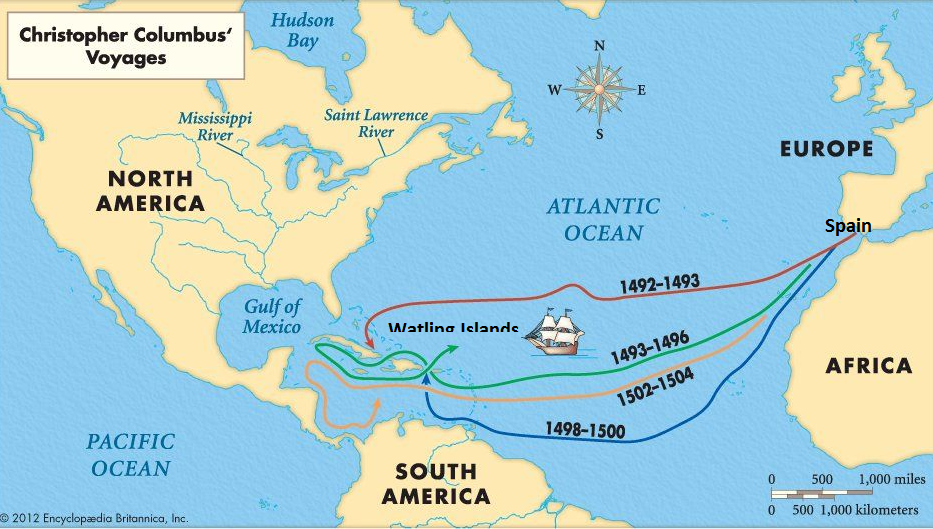 Christopher Columbus’
Voyages
Hudson
Bay
N
W
E
S
Mississippi
River
Saint Lawrence
River
EUROPE
NORTH
AMERICA
ATLANTIC
OCEAN
Spain
1492–1493
Gulf of
Mexico
Watling Islands
1493–1496
AFRICA
1502–1504
1498–1500
PACIFIC
OCEAN
SOUTH
AMERICA
0 500 1,000 miles
0 500 1,000 kilometers
© 2012 Encyclopædia Britannica, Inc.